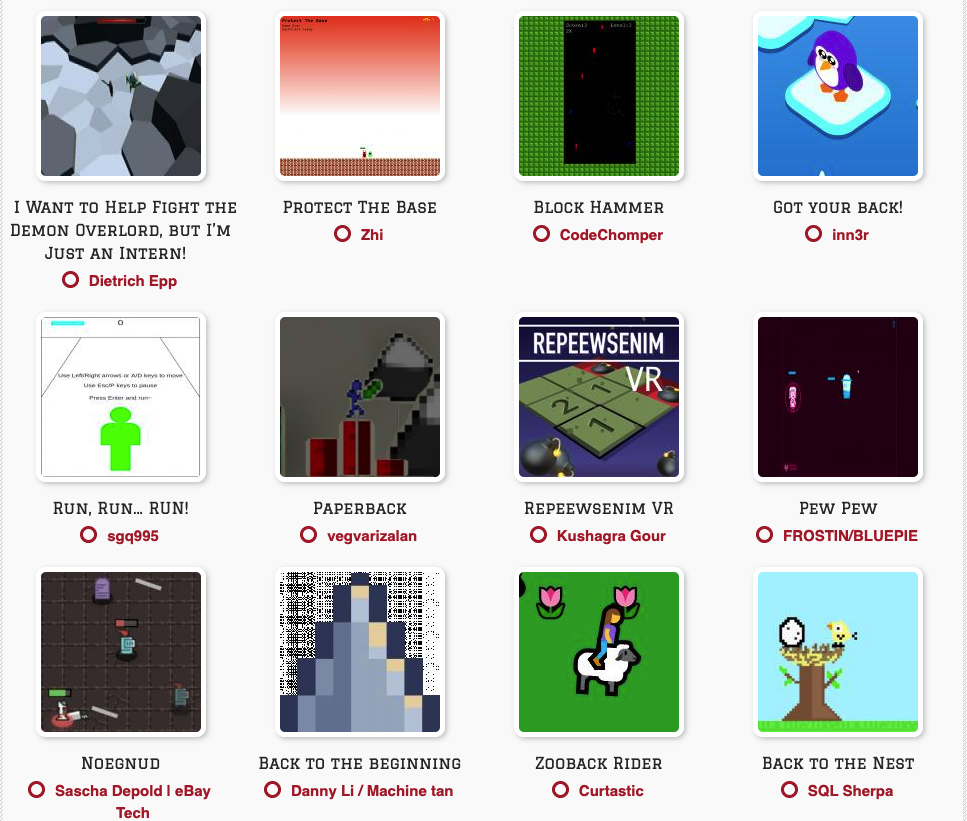 Protect The Base
I Want to Help Fight the
Demon Overlord, but I'm
Just an Intern!
Dietrich Epp
Protect The Base
Zhi
Block Hammer
CodeChomper
Got your back!
inn3r
0
Use Left/Right arrows or A/D keys to move
Use Esc/P keys to pause
Press Enter and run~
REPEEWSENIM
VR
1
2
1
Run, Run... RUN!
sgq995
Paperback
vegvarizalan
Repeewsenim VR
Kushagra Gour
Pew Pew
FROSTIN/BLUEPIE
Noegnud
Sascha Depold | eBay
Tech
Back to the beginning
Danny Li / Machine tan
Zooback Rider
Curtastic
Back to the Nest
SQL Sherpa